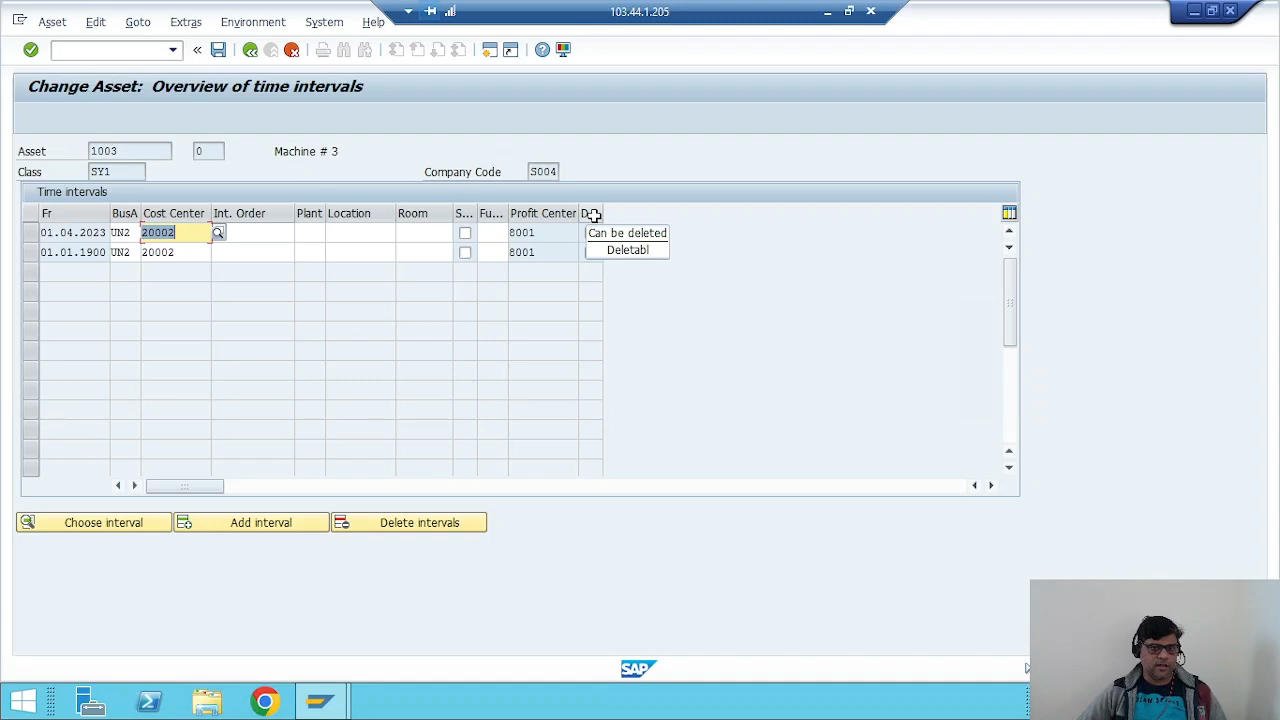 103.44.1.205
Asset Edit Goto Extras Environment System Help
Change Asset: Overview of time intervals
Asset 1003 0 Machine # 3
Class SY1 Company Code S004
Time intervals
Fr BusA Cost Center Int. Order Plant Location Room S... Fu... Profit Center D...
01.04.2023 UN2 20002 8001
Can be deleted
01.01.1900 UN2 20002 8001
Deletabl
Choose interval Add interval Delete intervals
SAP